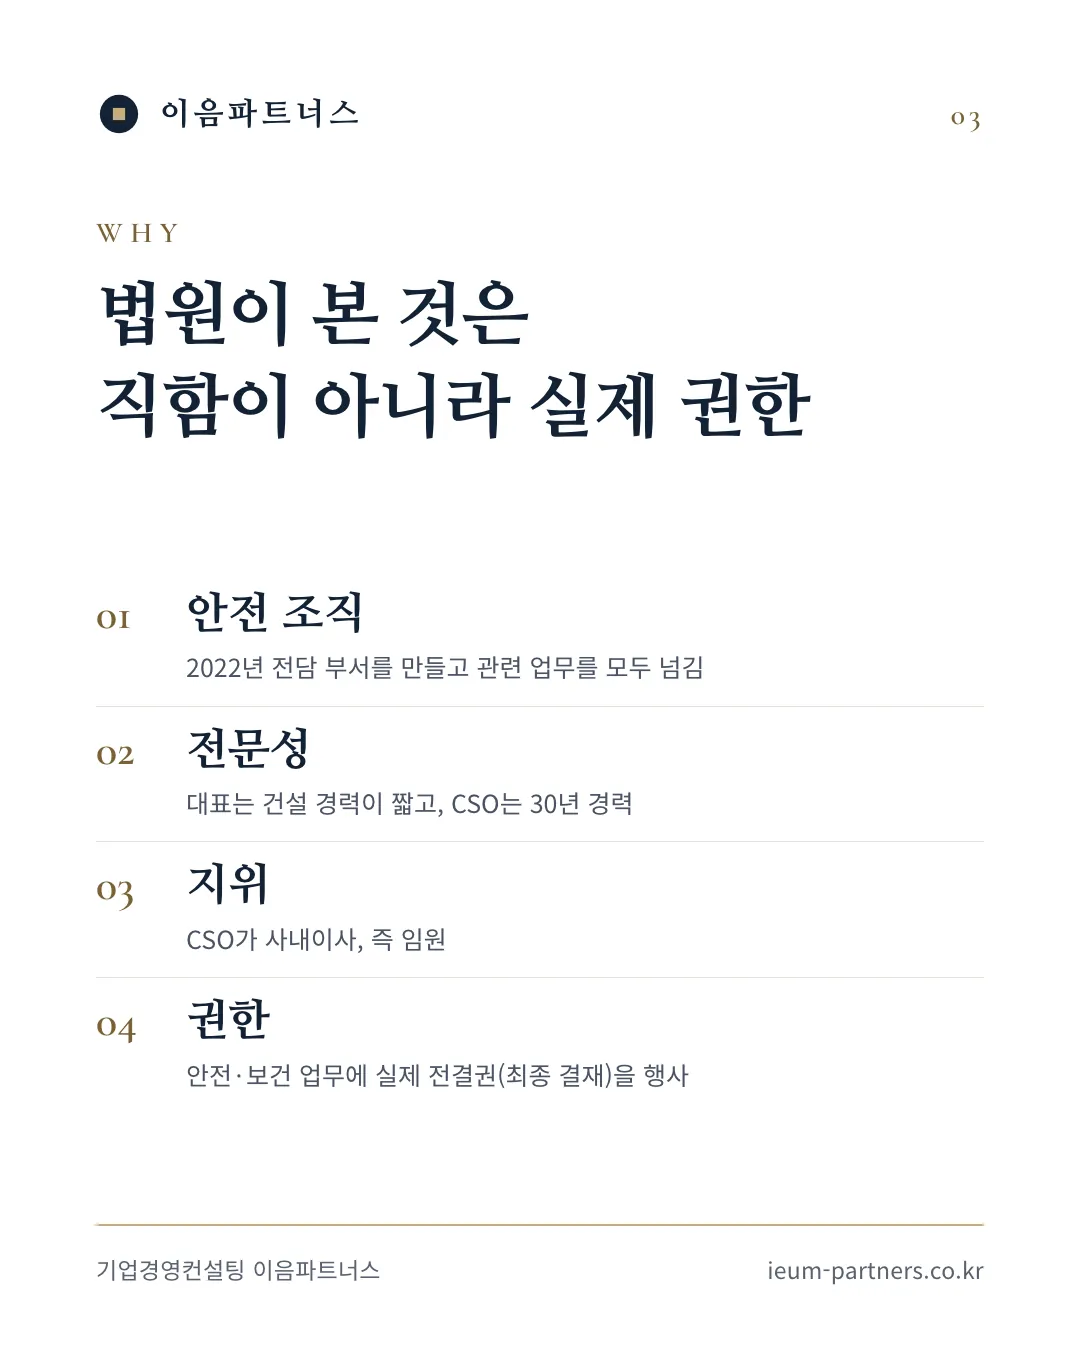 이음파트너스
03
WHY
법원이 본 것은
직함이 아니라 실제 권한
01
안전 조직
2022년 전담 부서를 만들고 관련 업무를 모두 넘김
02
전문성
대표는 건설 경력이 짧고, CSO는 30년 경력
03
지위
CSO가 사내이사, 즉 임원
04
권한
안전·보건 업무에 실제 전결권(최종 결재)을 행사
기업경영컨설팅 이음파트너스
ieum-partners.co.kr